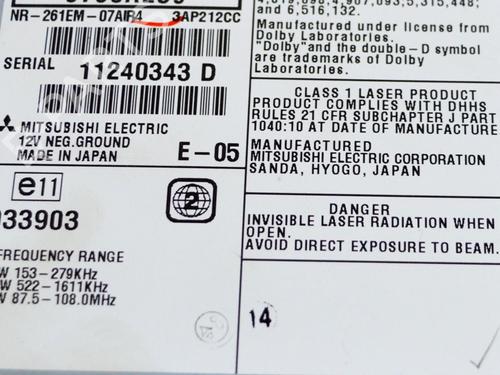 NR-261EM-07AIR4 3AP212CC
SERIAL 11240343 D
MITSUBISHI ELECTRIC
12V NEG.GROUND
MADE IN JAPAN E-05
e11
2
033903
FREQUENCY RANGE
W 153-279KHz
W 522-1611KHz
W 87.5-108.0MHz
and 6,516,132.
Manufactured under license from
Dolby Laboratories.
"Dolby" and the double-D symbol
are trademarks of Dolby
Laboratories.
CLASS 1 LASER PRODUCT
PRODUCT COMPLIES WITH DHHS
RULES 21 CFR SUBCHAPTER J PART
1040:10 AT DATE OF MANUFACTURE
MANUFACTURED
MITSUBISHI ELECTRIC CORPORATION
SANDA, HYOGO, JAPAN
DANGER
INVISIBLE LASER RADIATION WHEN
OPEN.
AVOID DIRECT EXPOSURE TO BEAM.
14